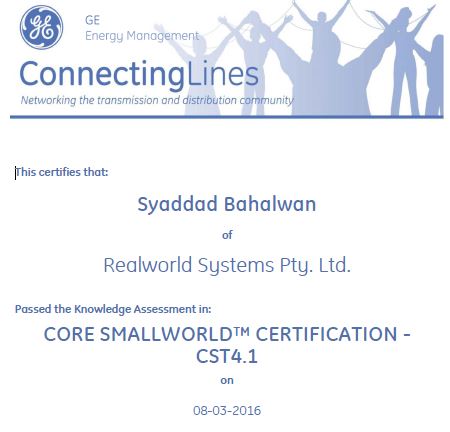 GE
Energy Management
ConnectingLines
Networking the transmission and distribution community
This certifies that:
Syaddad Bahalwan
of
Realworld Systems Pty. Ltd.
Passed the Knowledge Assessment in:
CORE SMALLWORLD™ CERTIFICATION -
CST4.1
on
08-03-2016